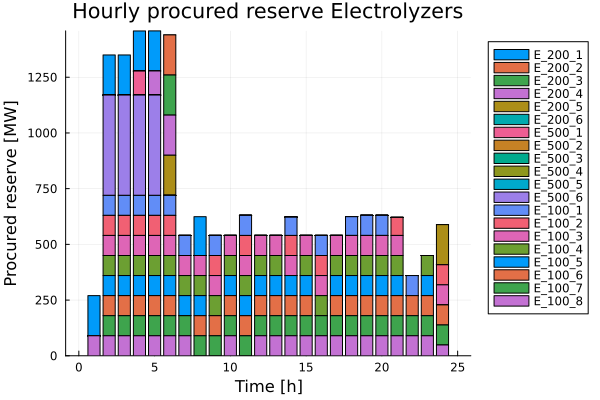 Hourly procured reserve Electrolyzers
Procured reserve [MW]
1250
1000
750
500
250
0
0
5
10
15
20
25
Time [h]
E_200_1
E_200_2
E_200_3
E_200_4
E_200_5
E_200_6
E_500_1
E_500_2
E_500_3
E_500_4
E_500_5
E_500_6
E_100_1
E_100_2
E_100_3
E_100_4
E_100_5
E_100_6
E_100_7
E_100_8